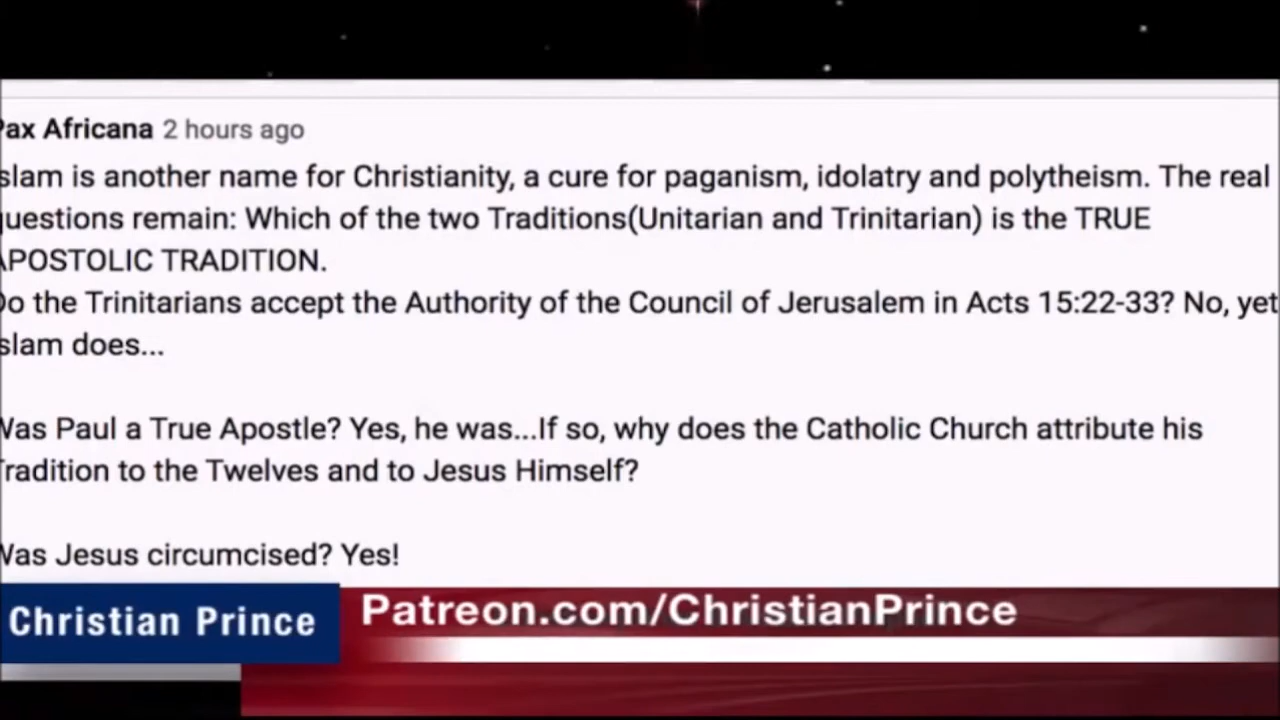 Pax Africana 2 hours ago
slam is another name for Christianity, a cure for paganism, idolatry and polytheism. The real
uestions remain: Which of the two Traditions(Unitarian and Trinitarian) is the TRUE
APOSTOLIC TRADITION.
Do the Trinitarians accept the Authority of the Council of Jerusalem in Acts 15:22-33? No, yet
slam does...
Was Paul a True Apostle? Yes, he was...If so, why does the Catholic Church attribute his
Tradition to the Twelves and to Jesus Himself?
Was Jesus circumcised? Yes!
Christian Prince
Patreon.com/ChristianPrince